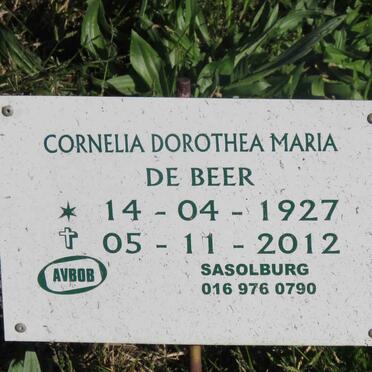 CORNELIA DOROTHEA MARIA
DE BEER
✶ 14 - 04 - 1927
✝ 05 - 11 - 2012
AVBOB
SASOLBURG
016 976 0790